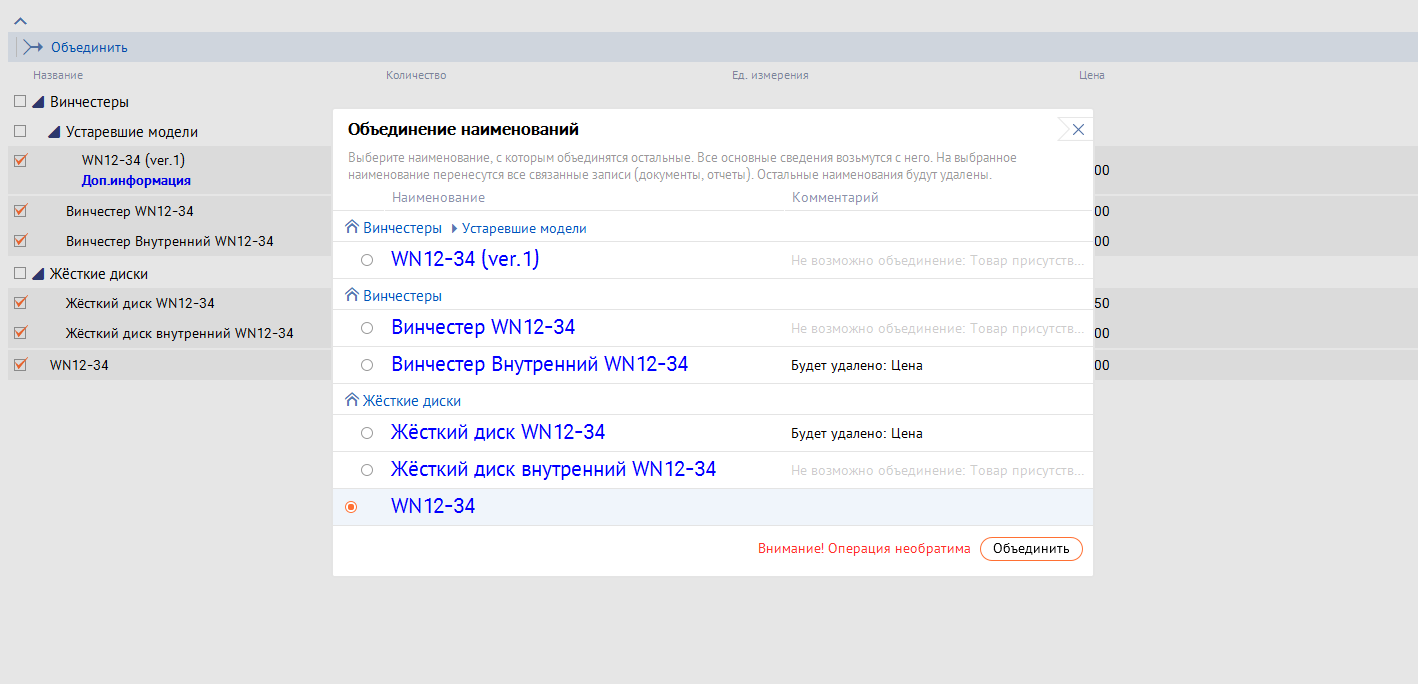 Объединить
Название Количество Ед. измерения Цена
Винчестеры
Устаревшие модели
WN12-34 (ver.1)
Доп.информация
00
Винчестер WN12-34
00
Винчестер Внутренний WN12-34
00
Жёсткие диски
Жёсткий диск WN12-34
50
Жёсткий диск внутренний WN12-34
00
WN12-34
00
Объединение наименований
Выберите наименование, с которым объединятся остальные. Все основные сведения возьмутся с него. На выбранное
наименование перенесутся все связанные записи (документы, отчеты). Остальные наименования будут удалены.
Наименование Комментарий
Винчестеры Устаревшие модели
WN12-34 (ver.1) Не возможно объединение: Товар присутств...
Винчестеры
Винчестер WN12-34 Не возможно объединение: Товар присутств...
Винчестер Внутренний WN12-34 Будет удалено: Цена
Жёсткие диски
Жёсткий диск WN12-34 Будет удалено: Цена
Жёсткий диск внутренний WN12-34 Не возможно объединение: Товар присутств...
WN12-34
Внимание! Операция необратима Объединить